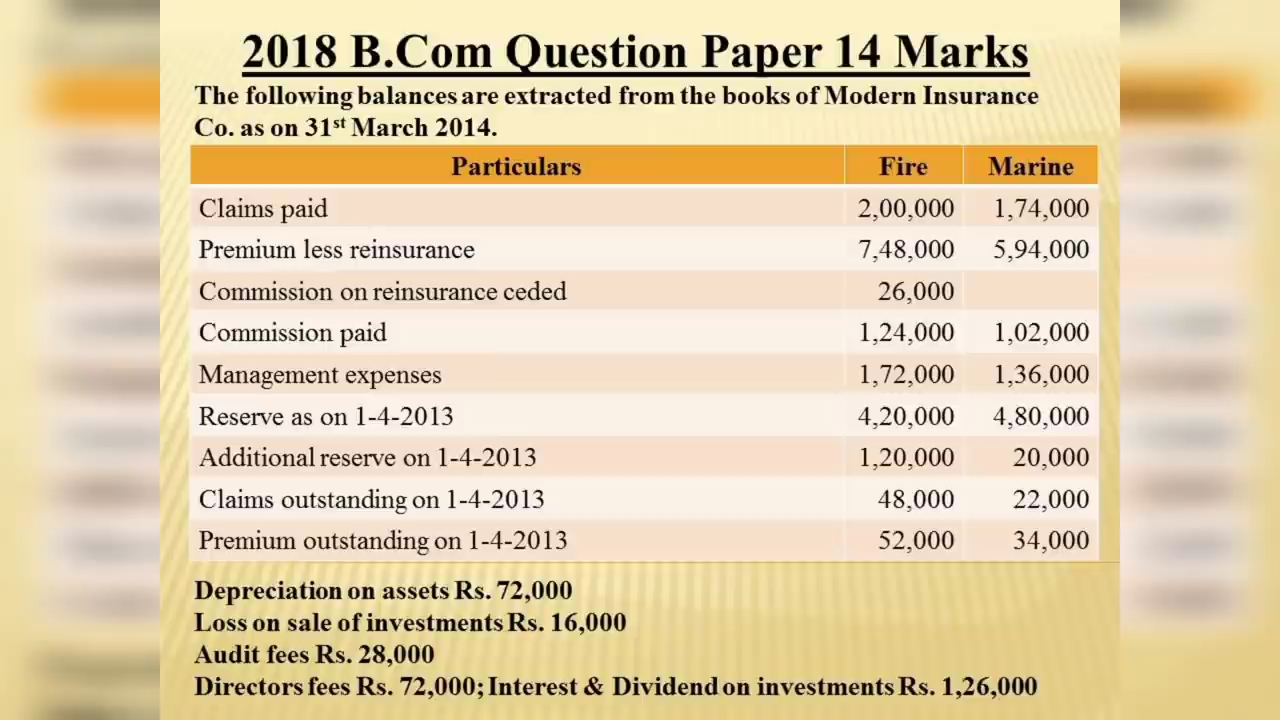 2018 B.Com Question Paper 14 Marks
The following balances are extracted from the books of Modern Insurance
Co. as on 31st March 2014.
Particulars Fire Marine
Claims paid 2,00,000 1,74,000
Premium less reinsurance 7,48,000 5,94,000
Commission on reinsurance ceded 26,000
Commission paid 1,24,000 1,02,000
Management expenses 1,72,000 1,36,000
Reserve as on 1-4-2013 4,20,000 4,80,000
Additional reserve on 1-4-2013 1,20,000 20,000
Claims outstanding on 1-4-2013 48,000 22,000
Premium outstanding on 1-4-2013 52,000 34,000
Depreciation on assets Rs. 72,000
Loss on sale of investments Rs. 16,000
Audit fees Rs. 28,000
Directors fees Rs. 72,000; Interest & Dividend on investments Rs. 1,26,000